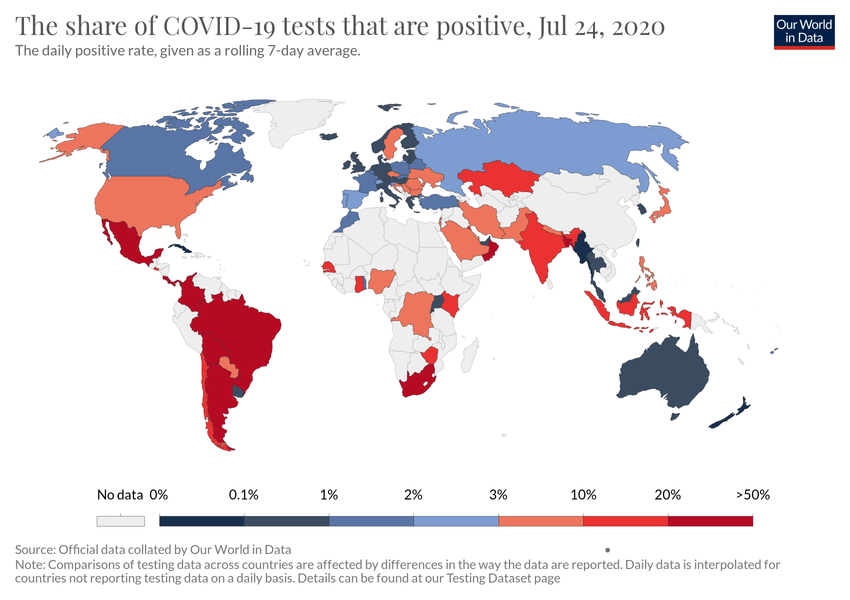 The share of COVID-19 tests that are positive, Jul 24, 2020
The daily positive rate, given as a rolling 7-day average.
Our World
in Data
No data 0% 0.1% 1% 2% 3% 10% 20% >50%
Source: Official data collated by Our World in Data
Note: Comparisons of testing data across countries are affected by differences in the way the data are reported. Daily data is interpolated for
countries not reporting testing data on a daily basis. Details can be found at our Testing Dataset page